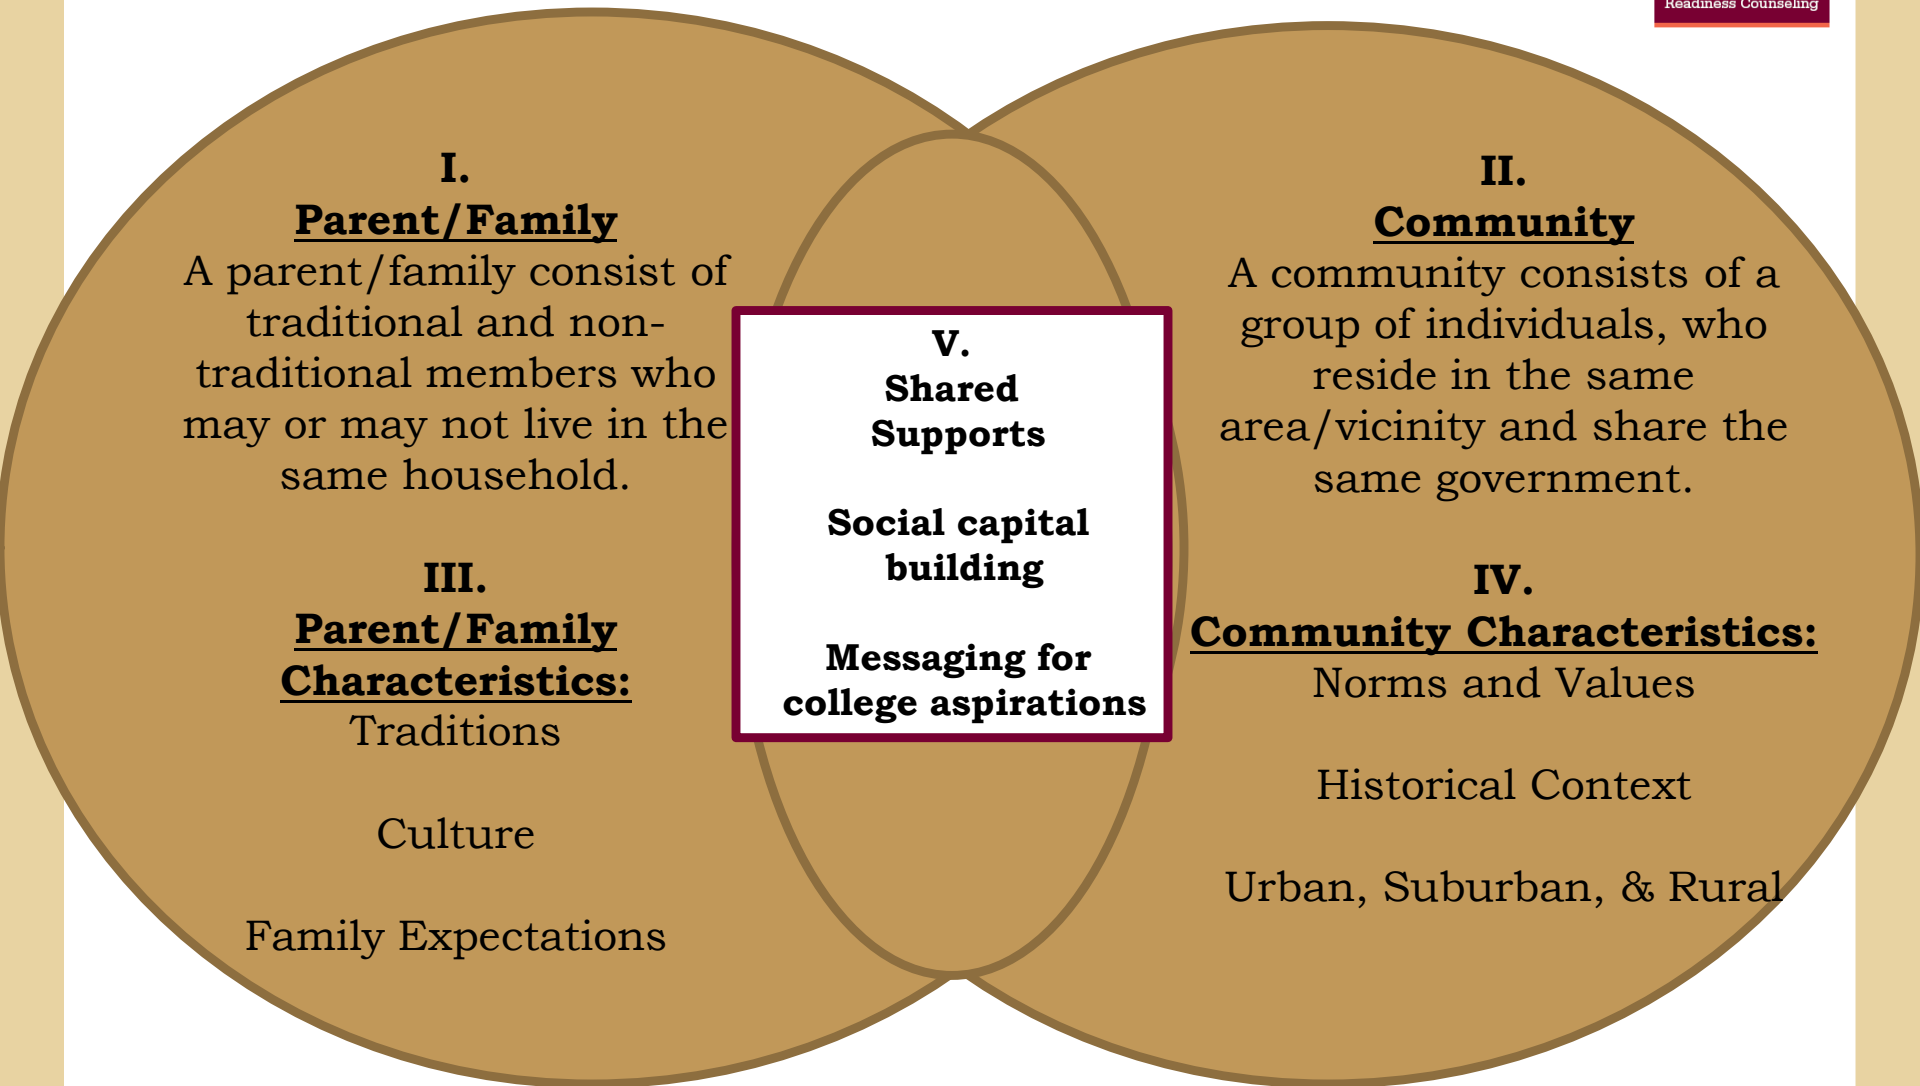 Readiness Counseling
I.
Parent/Family
A parent/family consist of
traditional and non-
traditional members who
may or may not live in the
same household.
III.
Parent/Family
Characteristics:
Traditions
Culture
Family Expectations
V.
Shared
Supports
Social capital
building
Messaging for
college aspirations
II.
Community
A community consists of a
group of individuals, who
reside in the same
area/vicinity and share the
same government.
IV.
Community Characteristics:
Norms and Values
Historical Context
Urban, Suburban, & Rural